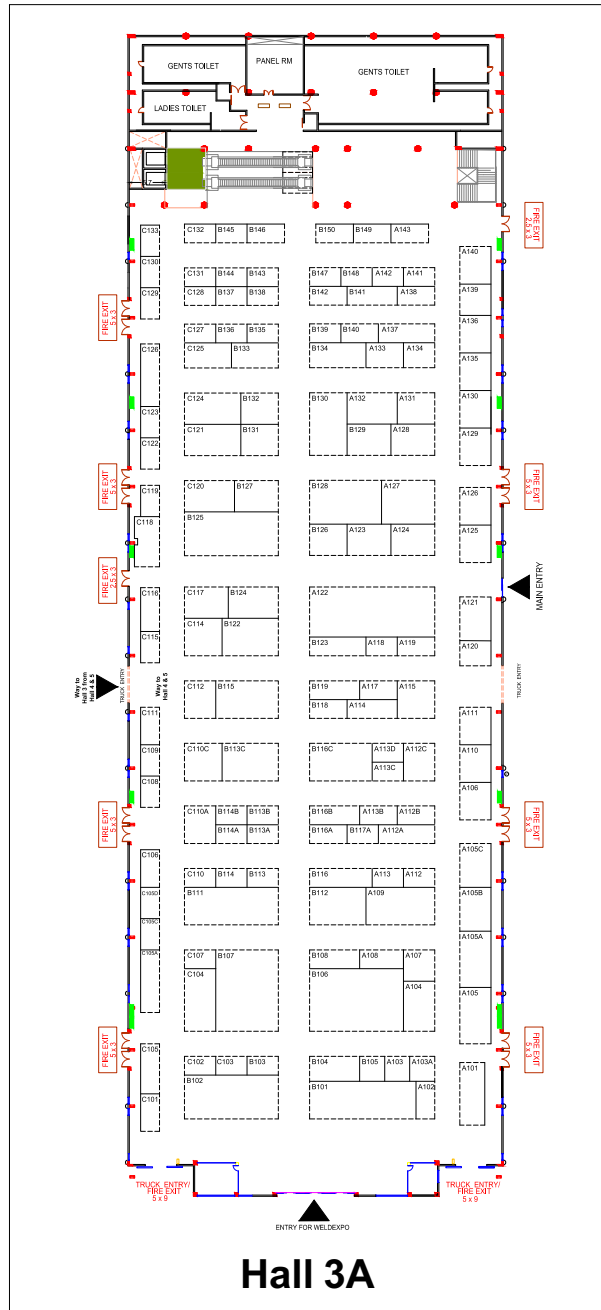 GENTS TOILET
PANEL RM
GENTS TOILET
LADIES TOILET
C133
C132
B145
B146
B150
B149
A143
FIRE EXIT
2.5 x 3
C130
A140
C131
B144
B143
B147
B148
A142
A141
C129
C128
B137
B138
B142
B141
A138
A139
FIRE EXIT
5 x 3
C127
B136
B135
B139
B140
A137
A136
C126
C125
B133
B134
A133
A134
A135
C124
B132
B130
A132
A131
A130
C123
C122
C121
B131
B129
A128
A129
FIRE EXIT
5 x 3
C119
C120
B127
B128
A127
A126
FIRE EXIT
5 x 3
C118
B125
B126
A123
A124
A125
FIRE EXIT
2.5 x 3
C116
C117
B124
A122
A121
MAIN ENTRY
C115
C114
B122
B123
A118
A119
A120
Way to
Hall 3 from
Hall 4 & 5
TRUCK ENTRY
Way to
Hall 4 & 5
C112
B115
B119
A117
A115
TRUCK ENTRY
B118
A114
C111
A111
C109
C110C
B113C
B116C
A113D
A112C
A110
A113C
C108
A106
FIRE EXIT
5 x 3
C110A
B114B
B113B
B116B
A113B
A112B
FIRE EXIT
5 x 3
B114A
B113A
B116A
B117A
A112A
C106
A105C
C110
B114
B113
B116
A113
A112
C105D
B111
B112
A109
A105B
C105C
A105A
C105A
C107
B107
B108
A108
A107
C104
B106
A104
A105
FIRE EXIT
5 x 3
FIRE EXIT
5 x 3
C105
C102
C103
B103
B104
B105
A103
A103A
A101
B102
B101
A102
C101
TRUCK ENTRY/
FIRE EXIT
5 x 9
TRUCK ENTRY/
FIRE EXIT
5 x 9
ENTRY FOR WELDEXPO
Hall 3A